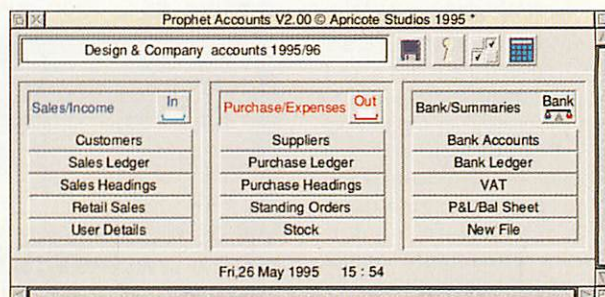 Prophet Accounts V2.00 © Apricote Studios 1995 *
Design & Company accounts 1995/96
Sales/Income In
Customers
Sales Ledger
Sales Headings
Retail Sales
User Details
Purchase/Expenses Out
Suppliers
Purchase Ledger
Purchase Headings
Standing Orders
Stock
Bank/Summaries Bank
Bank Accounts
Bank Ledger
VAT
P&L/Bal Sheet
New File
Fri,26 May 1995 15 : 54